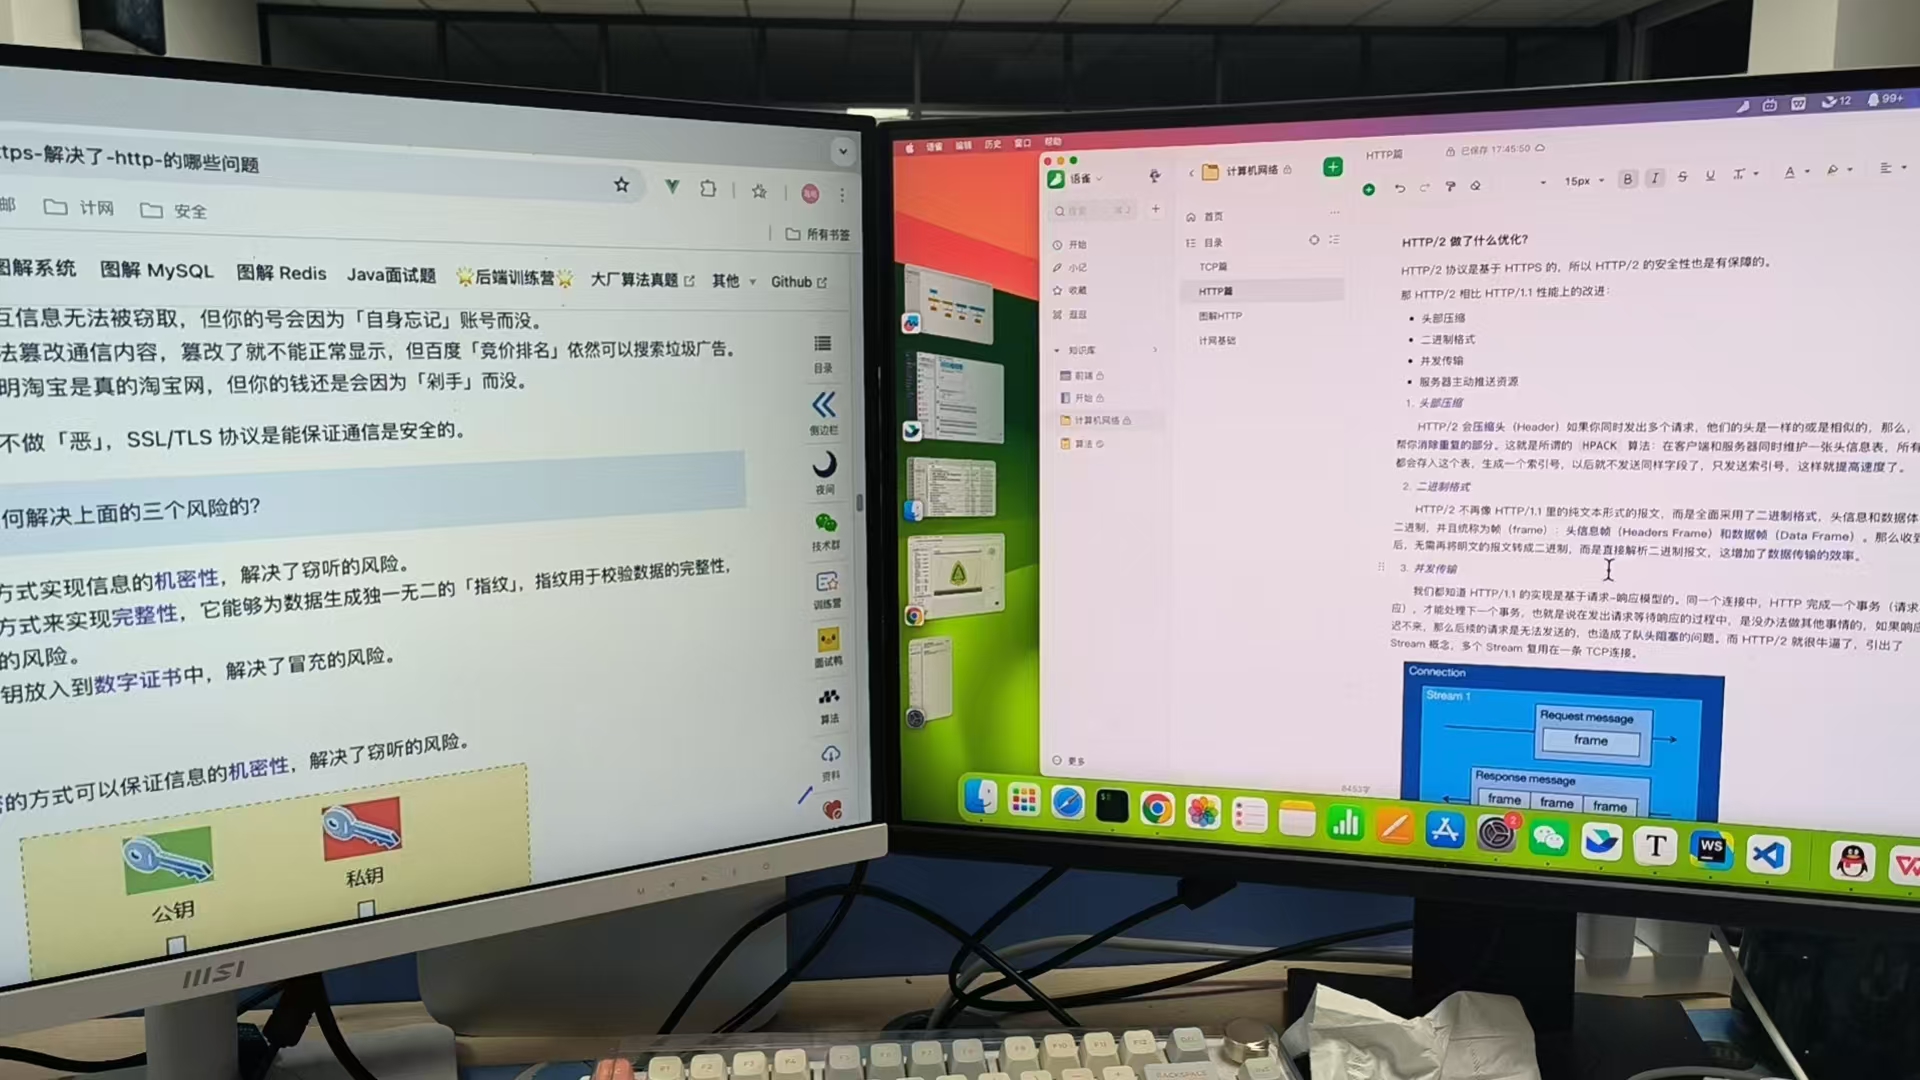 tps-解决了-http-的哪些问题
计网
安全
所有书签
图解系统 图解 MySQL 图解 Redis Java面试题 后端训练营 大厂算法真题 其他 Github
互信息无法被窃取，但你的号会因为「自身忘记」账号而没。
法篡改通信内容，篡改了就不能正常显示，但百度「竞价排名」依然可以搜索垃圾广告。
明淘宝是真的淘宝网，但你的钱还是会因为「剁手」而没。
不做「恶」，SSL/TLS 协议是能保证通信是安全的。
何解决上面的三个风险的?
方式实现信息的机密性，解决了窃听的风险。
方式来实现完整性，它能够为数据生成独一无二的「指纹」，指纹用于校验数据的完整性，
的风险。
钥放入到数字证书中，解决了冒充的风险。
的方式可以保证信息的机密性，解决了窃听的风险。
公钥
私钥
目录
侧边栏
夜间
技术群
训练营
面试鸭
算法
资料
msi
语雀 编辑 历史 窗口 帮助
12
99+
语雀
开始
小记
收藏
逛逛
知识库
前端
开始
计算机网络
算法
更多
计算机网络
首页
目录
TCP篇
HTTP篇
图解HTTP
计网基础
HTTP篇
已保存 17:45:50
15px
HTTP/2 做了什么优化?
HTTP/2 协议是基于 HTTPS 的，所以 HTTP/2 的安全性也是有保障的。
那 HTTP/2 相比 HTTP/1.1 性能上的改进：
• 头部压缩
• 二进制格式
• 并发传输
• 服务器主动推送资源
1. 头部压缩
HTTP/2 会压缩头（Header）如果你同时发出多个请求，他们的头是一样的或是相似的，那么，
帮你消除重复的部分。这就是所谓的 HPACK 算法：在客户端和服务器同时维护一张头信息表，所有
都会存入这个表，生成一个索引号，以后就不发送同样字段了，只发送索引号，这样就提高速度了。
2. 二进制格式
HTTP/2 不再像 HTTP/1.1 里的纯文本形式的报文，而是全面采用了二进制格式，头信息和数据体
二进制，并且统称为帧（frame）：头信息帧（Headers Frame）和数据帧（Data Frame）。那么收到
后，无需再将明文的报文转成二进制，而是直接解析二进制报文，这增加了数据传输的效率。
3. 并发传输
我们都知道 HTTP/1.1 的实现是基于请求-响应模型的。同一个连接中，HTTP 完成一个事务（请求
应），才能处理下一个事务，也就是说在发出请求等待响应的过程中，是没办法做其他事情的，如果响应
迟不来，那么后续的请求是无法发送的，也造成了队头阻塞的问题。而 HTTP/2 就很牛逼了，引出了
Stream 概念，多个 Stream 复用在一条 TCP连接。
Connection
Stream 1
Request message
frame
Response message
frame frame frame
8453字
2
T
WS
F1 F2 F3 F4 F5 F6 F7 F8 F9 F10 F11 F12 DEL
BACKSPACE